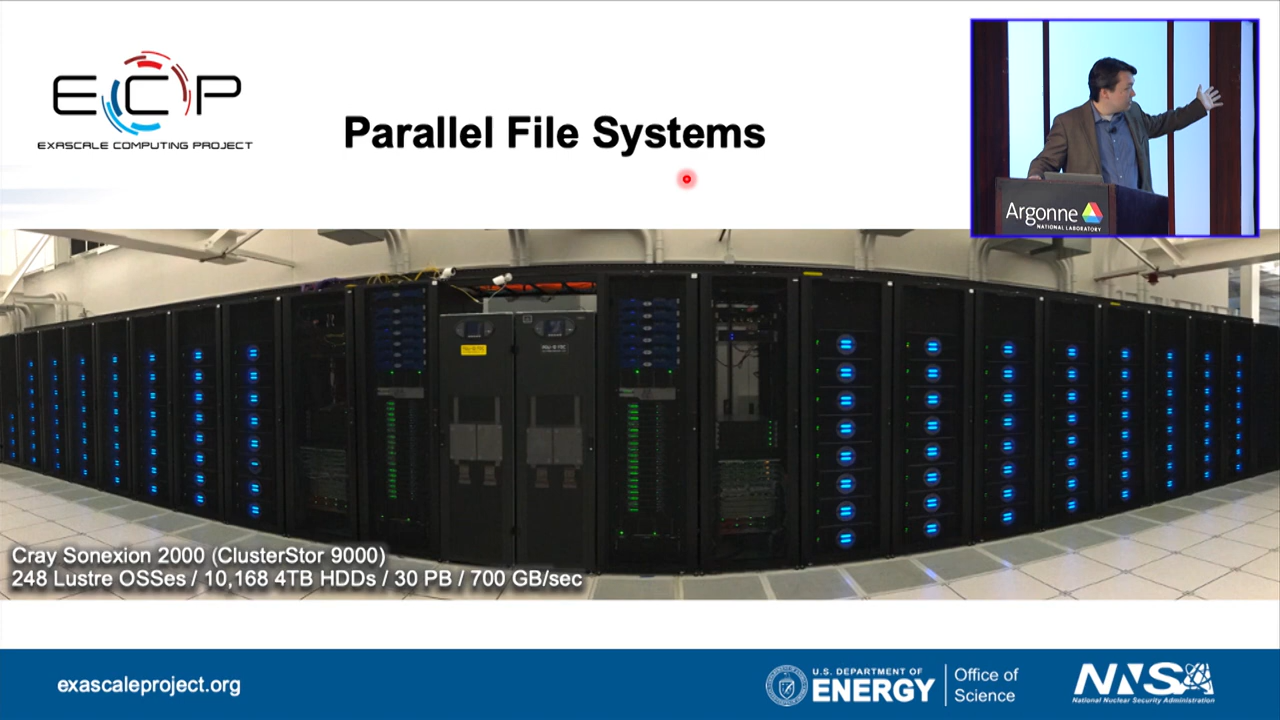 ECP
EXASCALE COMPUTING PROJECT
Parallel File Systems
Argonne
NATIONAL LABORATORY
Cray Sonexion 2000 (ClusterStor 9000)
248 Lustre OSSes / 10,168 4TB HDDs / 30 PB / 700 GB/sec
exascaleproject.org
U.S. DEPARTMENT OF
ENERGY
Office of
Science
NNSA
National Nuclear Security Administration